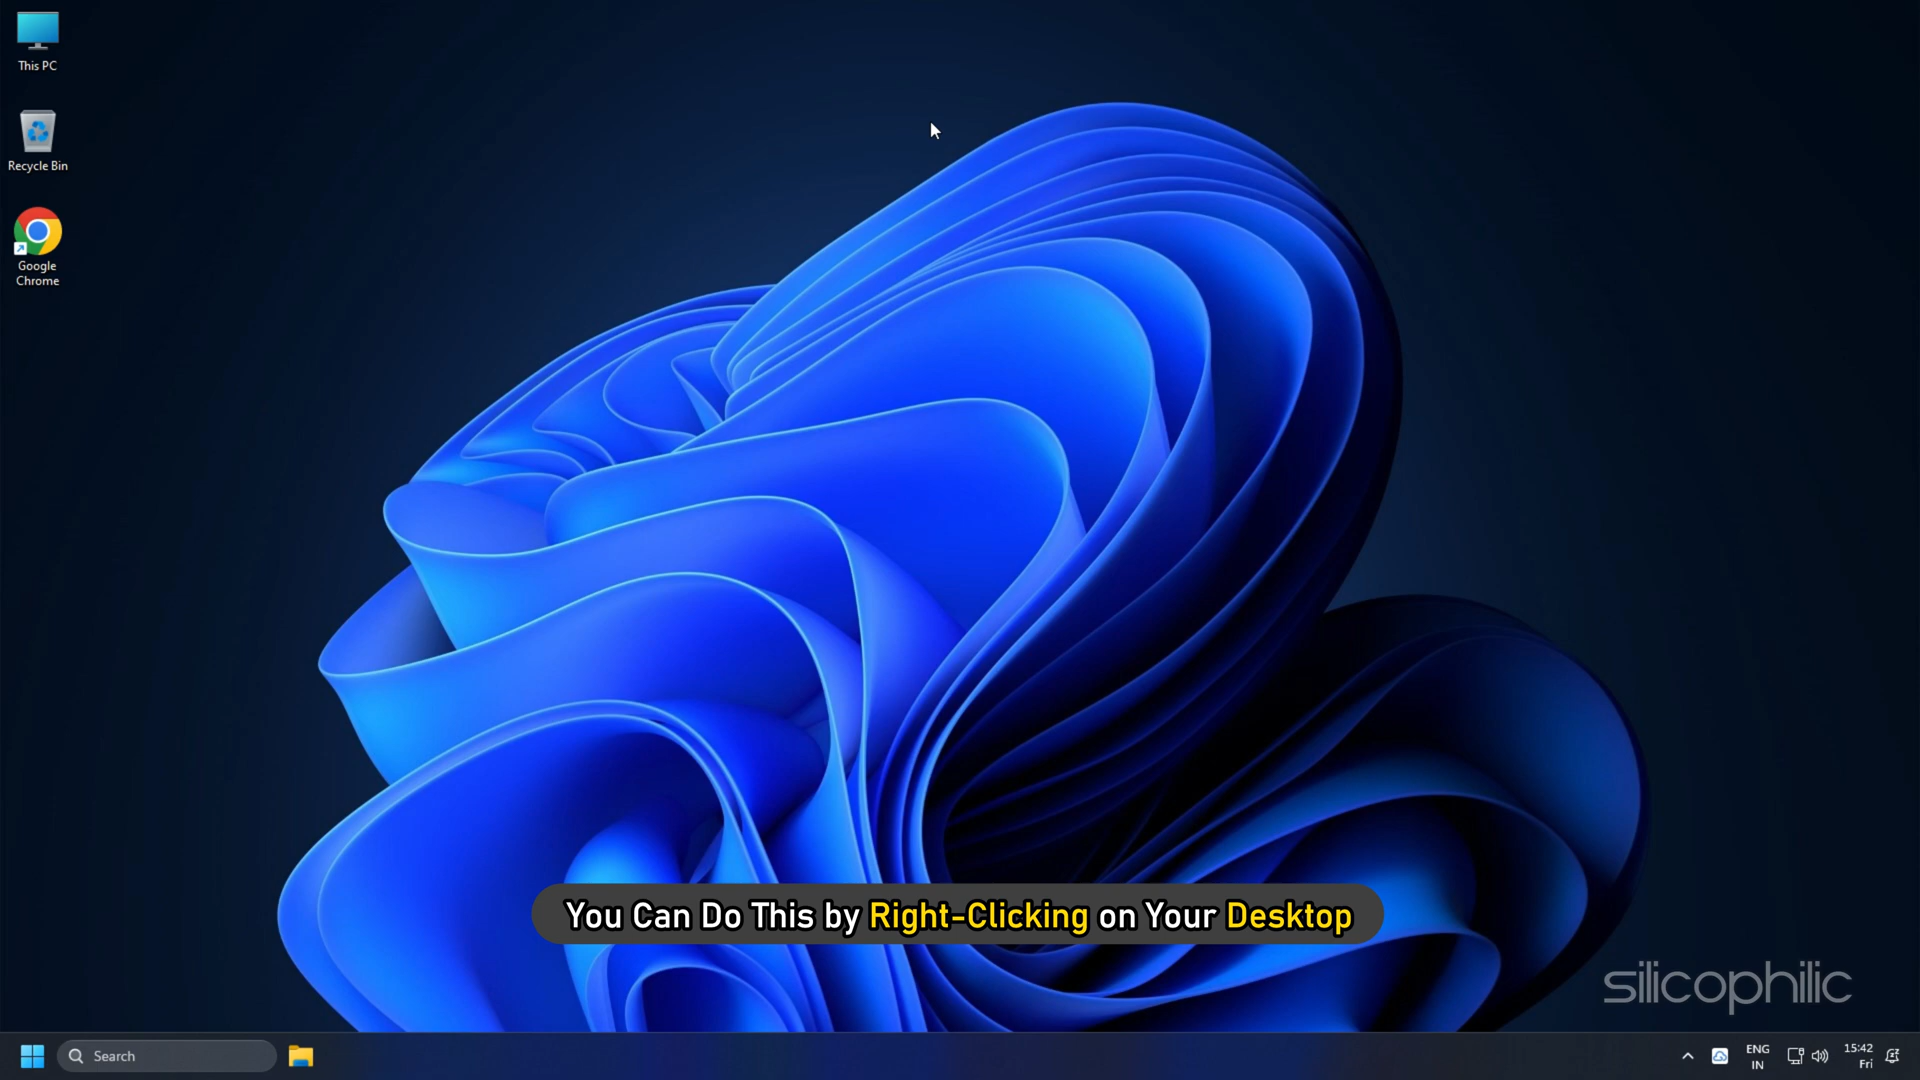 This PC
Recycle Bin
Google
Chrome
You Can Do This by Right-Clicking on Your Desktop
silicophilic
Search
ENG
IN
15:42
Fri